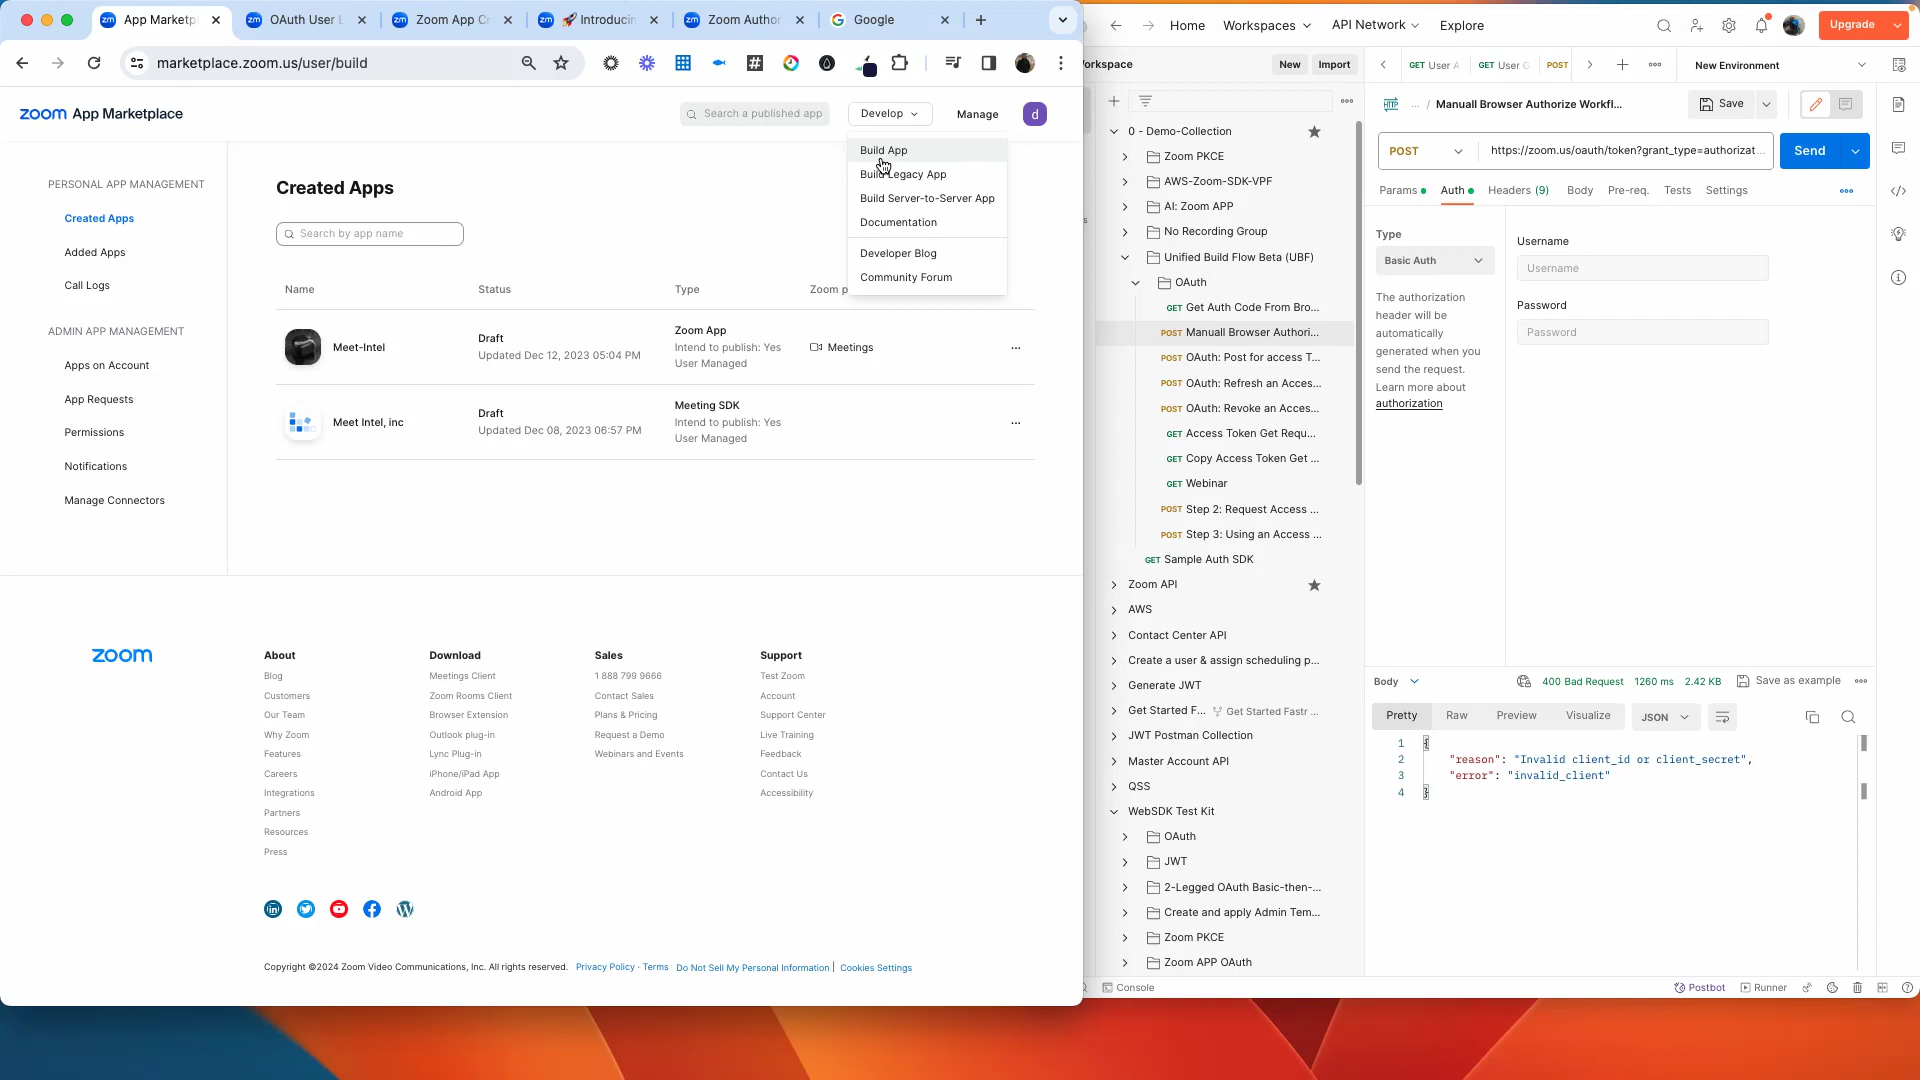 App Marketpl
OAuth User L
Zoom App Cr
🚀 Introducin
Zoom Author
Google
marketplace.zoom.us/user/build
zoom App Marketplace
Search a published app
Develop
Manage
d
Build App
Build Legacy App
Build Server-to-Server App
Documentation
Developer Blog
Community Forum
PERSONAL APP MANAGEMENT
Created Apps
Added Apps
Call Logs
ADMIN APP MANAGEMENT
Apps on Account
App Requests
Permissions
Notifications
Manage Connectors
Created Apps
Search by app name
Name Status Type Zoom p
Meet-Intel
Draft
Updated Dec 12, 2023 05:04 PM
Zoom App
Intend to publish: Yes
User Managed
Meetings
Meet Intel, inc
Draft
Updated Dec 08, 2023 06:57 PM
Meeting SDK
Intend to publish: Yes
User Managed
zoom
About
Blog
Customers
Our Team
Why Zoom
Features
Careers
Integrations
Partners
Resources
Press
Download
Meetings Client
Zoom Rooms Client
Browser Extension
Outlook plug-in
Lync Plug-in
iPhone/iPad App
Android App
Sales
1 888 799 9666
Contact Sales
Plans & Pricing
Request a Demo
Webinars and Events
Support
Test Zoom
Account
Support Center
Live Training
Feedback
Contact Us
Accessibility
Copyright ©2024 Zoom Video Communications, Inc. All rights reserved. Privacy Policy · Terms Do Not Sell My Personal Information | Cookies Settings
Home Workspaces API Network Explore
Upgrade
orkspace
New Import
GET User A
GET User G
POST
New Environment
0 - Demo-Collection
Zoom PKCE
AWS-Zoom-SDK-VPF
AI: Zoom APP
No Recording Group
Unified Build Flow Beta (UBF)
OAuth
GET Get Auth Code From Bro...
POST Manuall Browser Authori...
POST OAuth: Post for access T...
POST OAuth: Refresh an Acces...
POST OAuth: Revoke an Acces...
GET Access Token Get Requ...
GET Copy Access Token Get ...
GET Webinar
POST Step 2: Request Access ...
POST Step 3: Using an Access ...
GET Sample Auth SDK
Zoom API
AWS
Contact Center API
Create a user & assign scheduling p...
Generate JWT
Get Started F... Get Started Fastr ...
JWT Postman Collection
Master Account API
QSS
WebSDK Test Kit
OAuth
JWT
2-Legged OAuth Basic-then-...
Create and apply Admin Tem...
Zoom PKCE
Zoom APP OAuth
HTTP ... / Manuall Browser Authorize Workfl...
Save
POST
https://zoom.us/oauth/token?grant_type=authorizat...
Send
Params Auth Headers (9) Body Pre-req. Tests Settings
Type
Basic Auth
The authorization
header will be
automatically
generated when you
send the request.
Learn more about
authorization
Username
Username
Password
Password
Body
400 Bad Request 1260 ms 2.42 KB Save as example
Pretty Raw Preview Visualize JSON
1 {
2 "reason": "Invalid client_id or client_secret",
3 "error": "invalid_client"
4 }
Console
Postbot
Runner